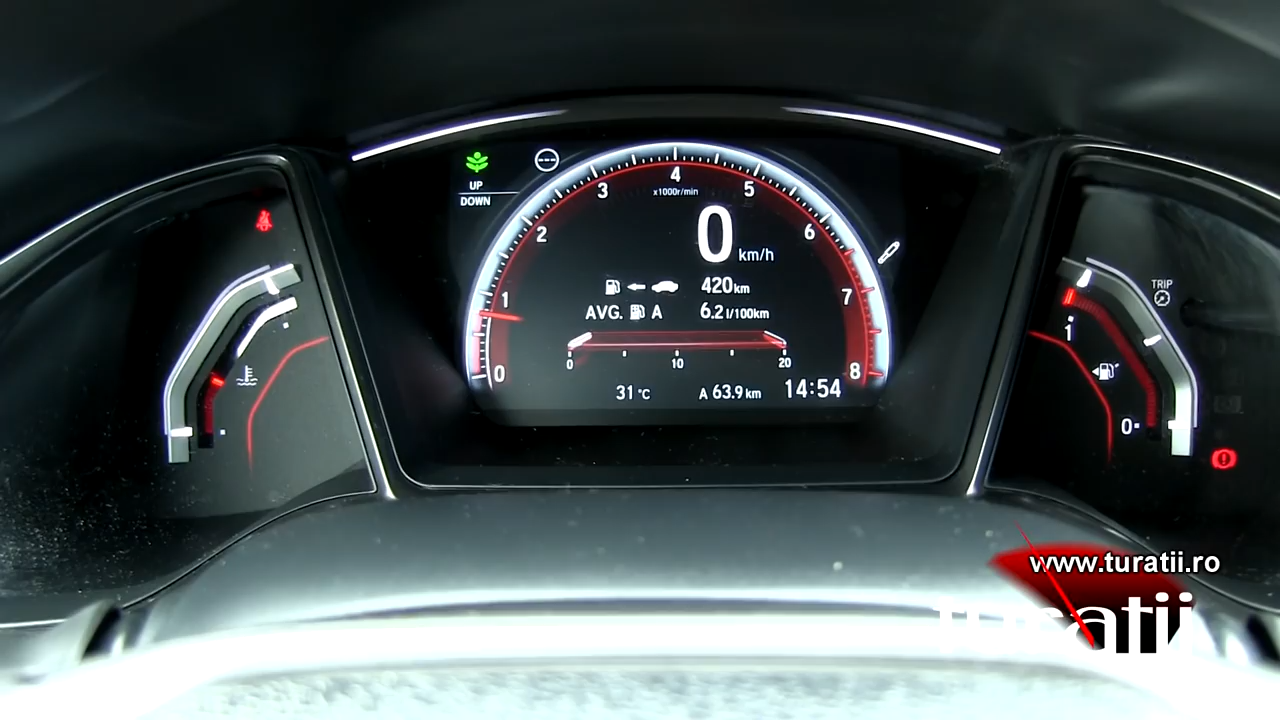 UP
DOWN
0 1 2 3 4 5 6 7 8
x1000r/min
0 km/h
420km
AVG. A 6.2 l/100km
0 10 20
31 °C A 63.9 km 14:54
TRIP
1
0
www.turatii.ro
turatii